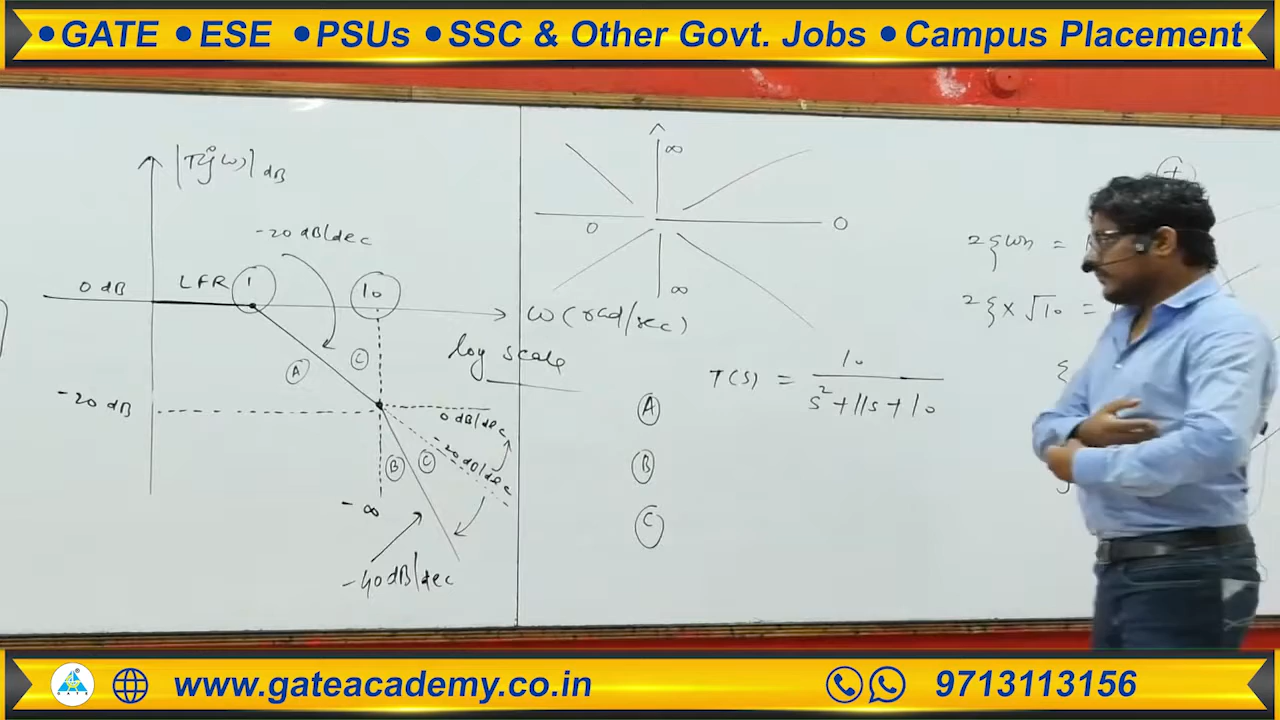 •GATE •ESE •PSUs •SSC & Other Govt. Jobs •Campus Placement
|T(jω)| dB
-20 dB/dec
0 dB
LFR
1
10
ω (rad/sec)
log scale
A
C
-20 dB
0 dB/dec
-20 dB/dec
B
C
-∞
-40 dB/dec
∞
0
0
∞
T(s) = 10 / s²+11s+10
A
B
C
+
2ξωn =
2ξ×√10 =
ξ
www.gateacademy.co.in
9713113156